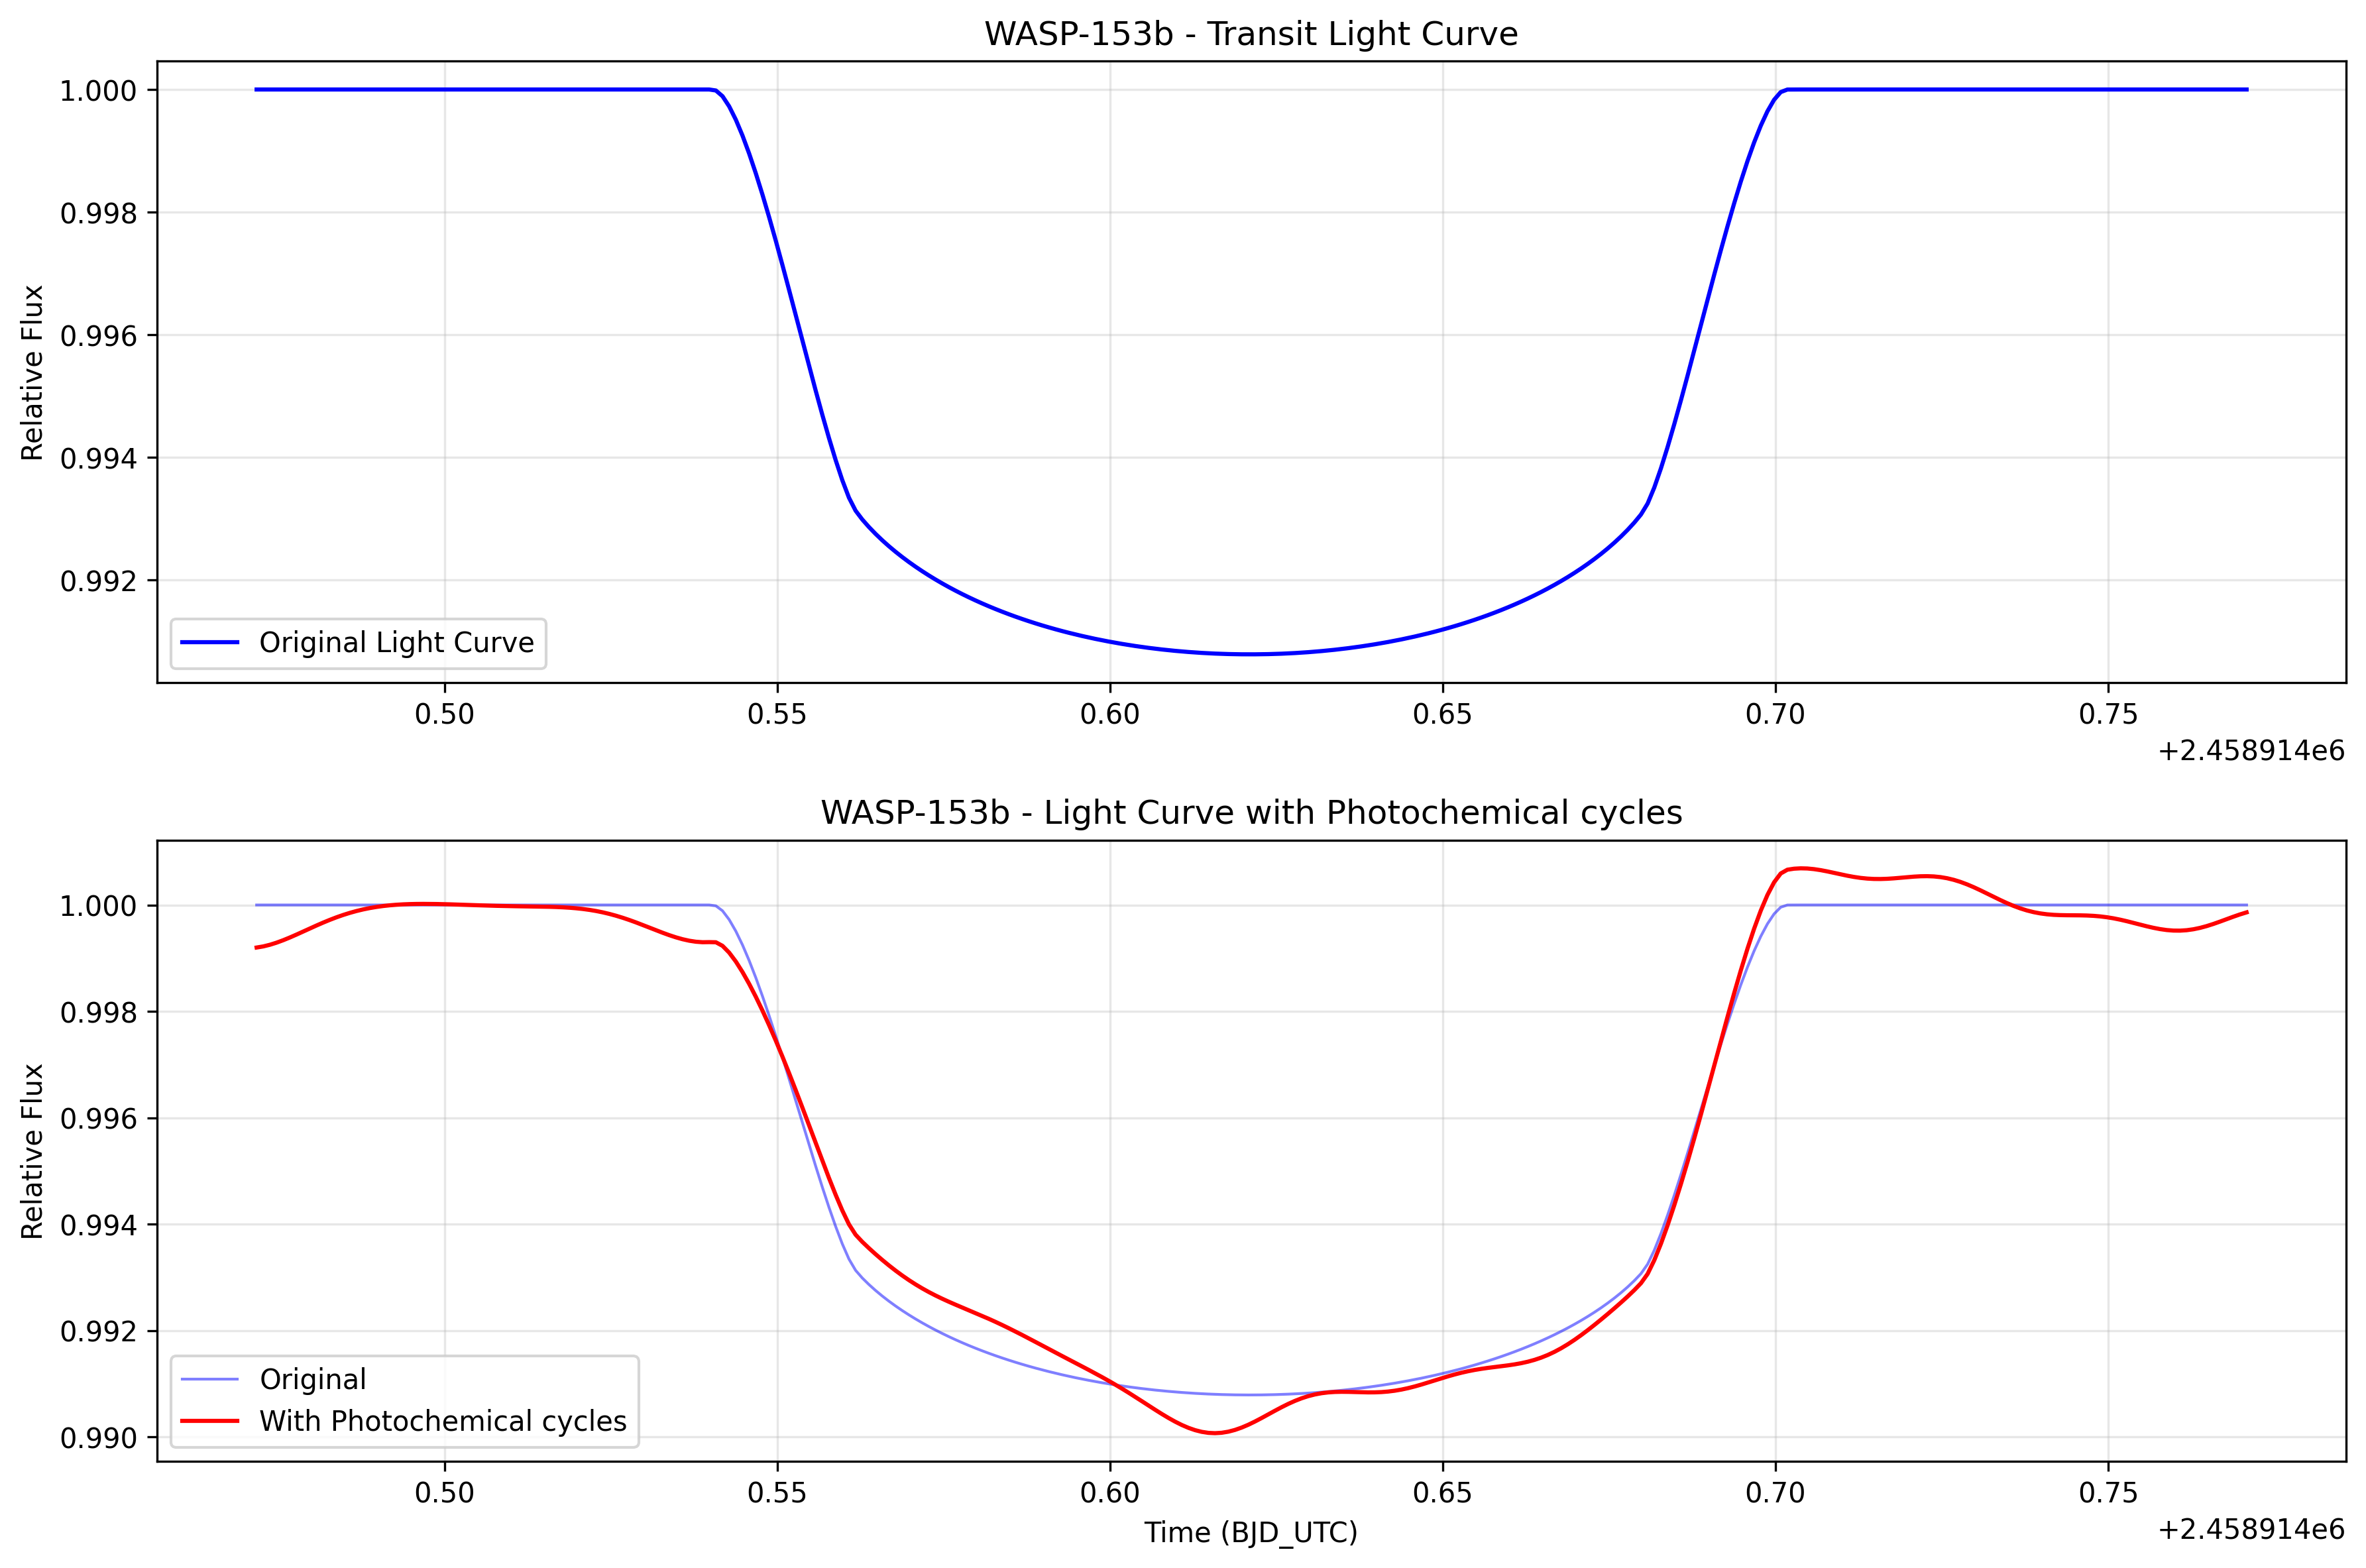 WASP-153b - Transit Light Curve
Relative Flux
1.000
0.998
0.996
0.994
0.992
Original Light Curve
0.50 0.55 0.60 0.65 0.70 0.75
+2.458914e6
WASP-153b - Light Curve with Photochemical cycles
Relative Flux
1.000
0.998
0.996
0.994
0.992
0.990
Original
With Photochemical cycles
0.50 0.55 0.60 0.65 0.70 0.75
Time (BJD_UTC)
+2.458914e6